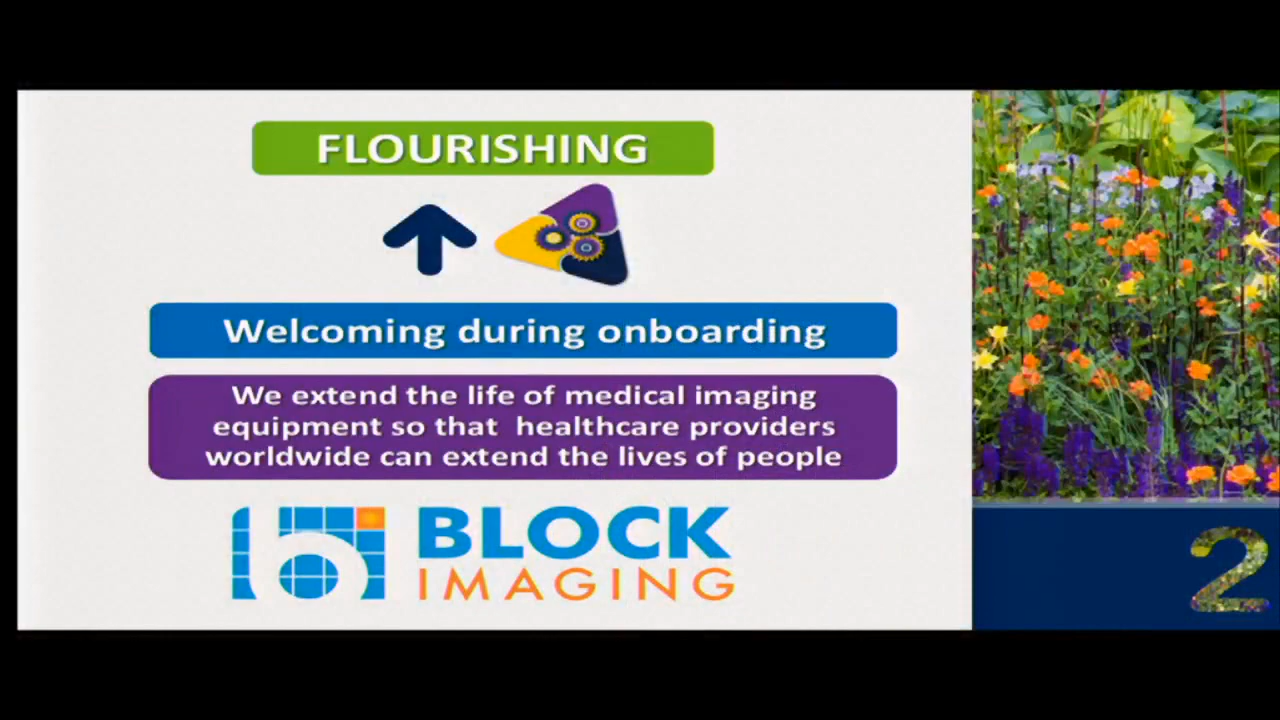 FLOURISHING
Welcoming during onboarding
We extend the life of medical imaging
equipment so that healthcare providers
worldwide can extend the lives of people
b BLOCK
IMAGING
2